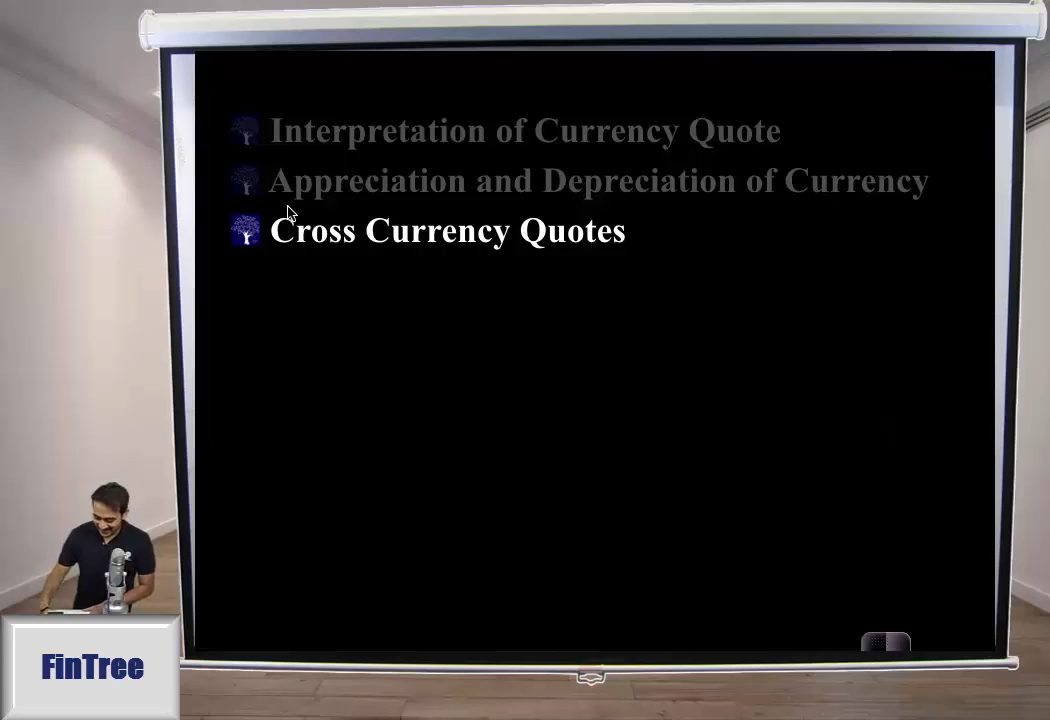 Interpretation of Currency Quote
Appreciation and Depreciation of Currency
Cross Currency Quotes
FinTree